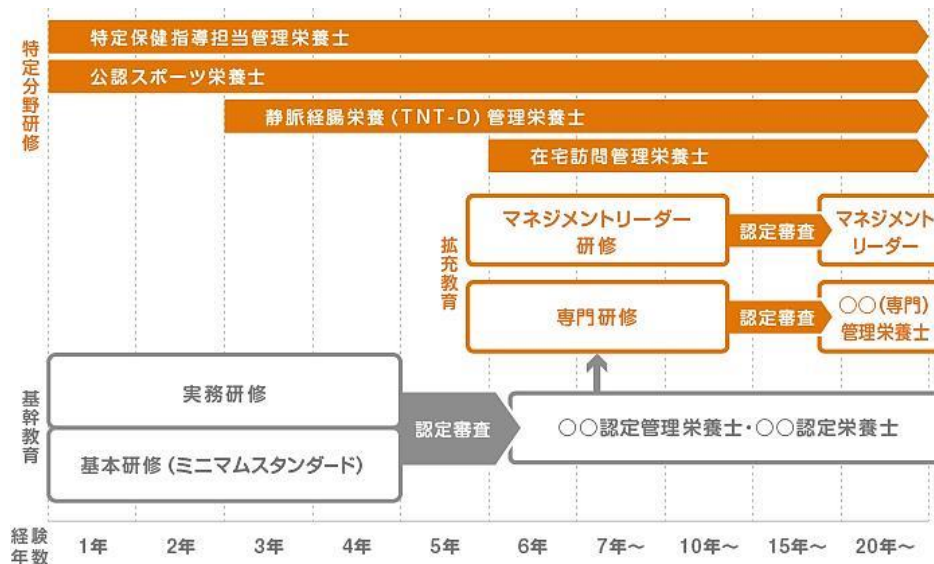 特定分野研修
特定保健指導担当管理栄養士
公認スポーツ栄養士
静脈経腸栄養(TNT-D)管理栄養士
在宅訪問管理栄養士
拡充教育
マネジメントリーダー
研修
認定審査
マネジメント
リーダー
専門研修
認定審査
○○(専門)
管理栄養士
基幹教育
実務研修
基本研修(ミニマムスタンダード)
認定審査
○○認定管理栄養士・○○認定栄養士
経験
年数
1年
2年
3年
4年
5年
6年
7年～
10年～
15年～
20年～